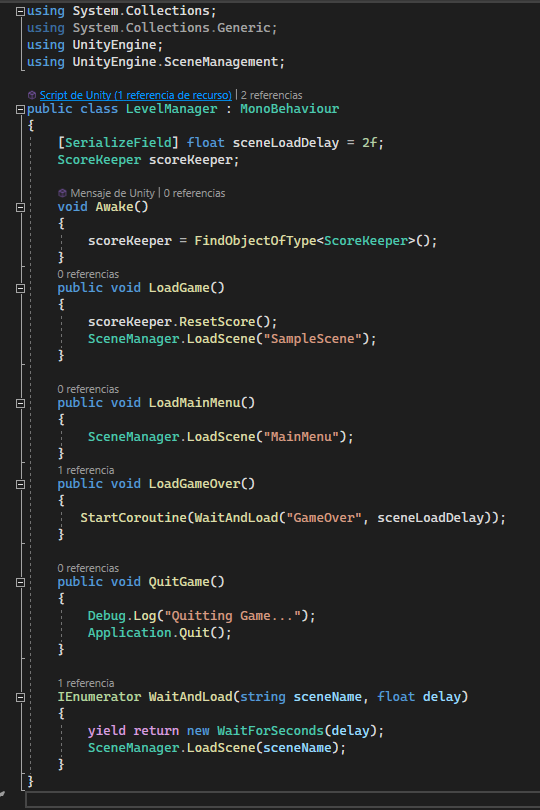 using System.Collections;
using System.Collections.Generic;
using UnityEngine;
using UnityEngine.SceneManagement;
Script de Unity (1 referencia de recurso) | 2 referencias
public class LevelManager : MonoBehaviour
{
[SerializeField] float sceneLoadDelay = 2f;
ScoreKeeper scoreKeeper;
Mensaje de Unity | 0 referencias
void Awake()
{
scoreKeeper = FindObjectOfType<ScoreKeeper>();
}
0 referencias
public void LoadGame()
{
scoreKeeper.ResetScore();
SceneManager.LoadScene("SampleScene");
}
0 referencias
public void LoadMainMenu()
{
SceneManager.LoadScene("MainMenu");
}
1 referencia
public void LoadGameOver()
{
StartCoroutine(WaitAndLoad("GameOver", sceneLoadDelay));
}
0 referencias
public void QuitGame()
{
Debug.Log("Quitting Game...");
Application.Quit();
}
1 referencia
IEnumerator WaitAndLoad(string sceneName, float delay)
{
yield return new WaitForSeconds(delay);
SceneManager.LoadScene(sceneName);
}
}